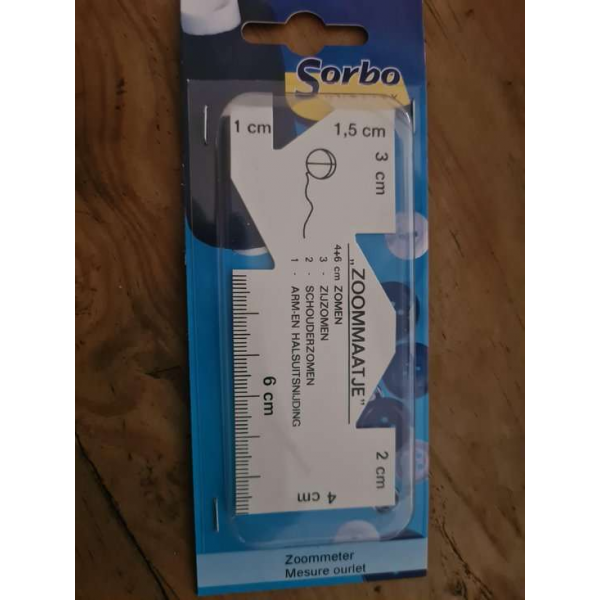 Sorbo
1 cm
1,5 cm
3 cm
„ZOOMMAATJE”
4+6 cm ZOMEN
3 - ZIJZOMEN
2 - SCHOUDERZOMEN
1 - ARM-EN HALSUITSNIJDING
6 cm
2 cm
4 cm
Zoommeter
Mesure ourlet